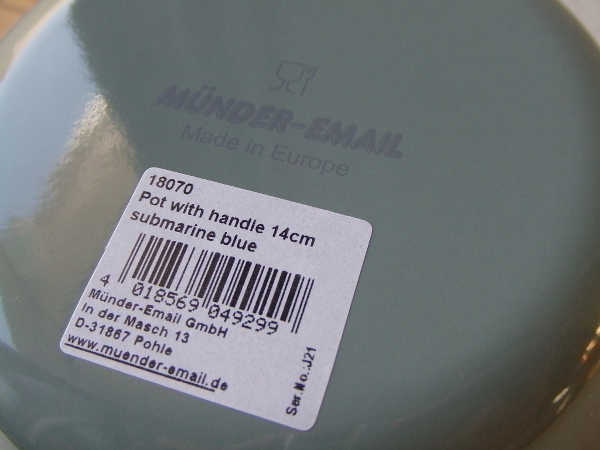 MÜNDER-EMAIL
Made in Europe
18070
Pot with handle 14cm
submarine blue
4 018569 049299
Münder-Email GmbH
In der Masch 13
D-31867 Pohle
www.muender-email.de
Ser.No.:J21